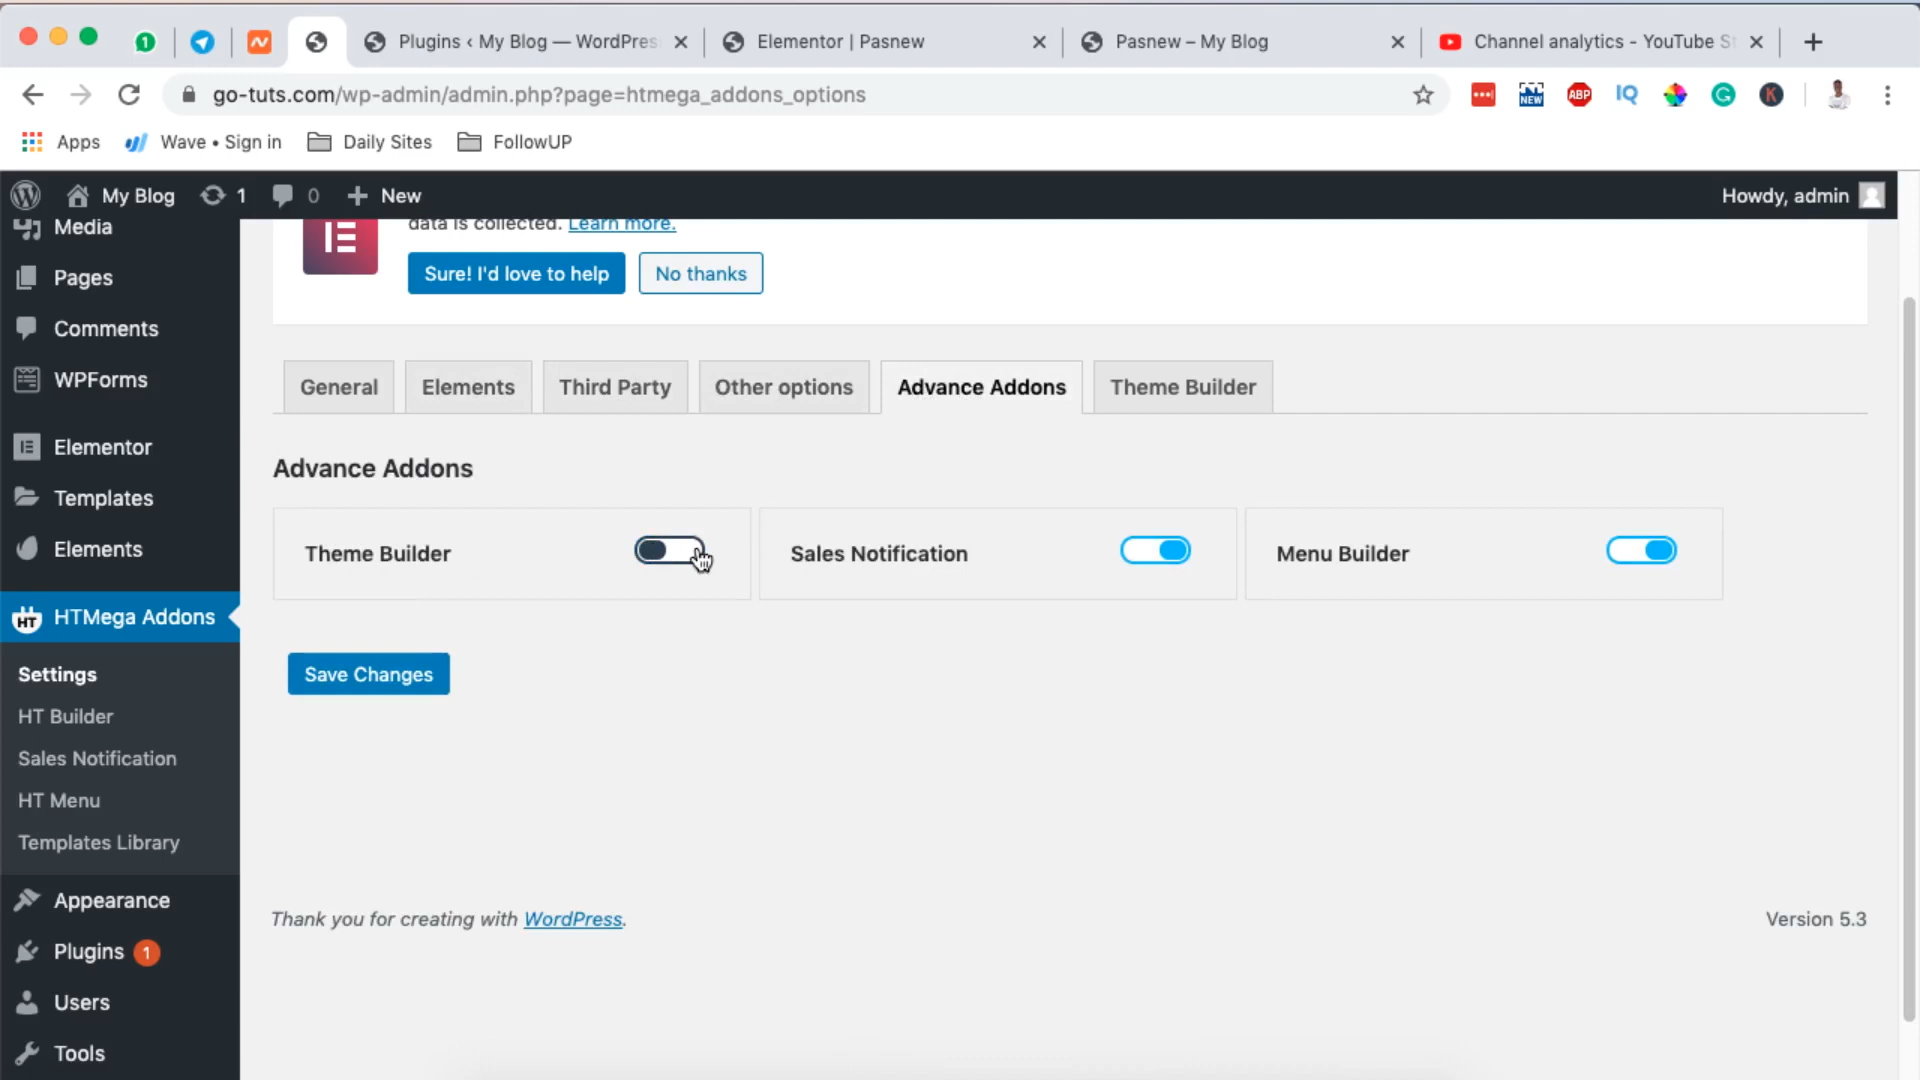 1
Plugins ‹ My Blog — WordPres
Elementor | Pasnew
Pasnew – My Blog
Channel analytics - YouTube S
go-tuts.com/wp-admin/admin.php?page=htmega_addons_options
NEW
ABP
IQ
G
K
Apps
Wave • Sign in
Daily Sites
FollowUP
My Blog
1
0
New
Howdy, admin
Media
Pages
Comments
WPForms
Elementor
Templates
Elements
HT
HTMega Addons
Settings
HT Builder
Sales Notification
HT Menu
Templates Library
Appearance
Plugins 1
Users
Tools
data is collected. Learn more.
Sure! I'd love to help
No thanks
General
Elements
Third Party
Other options
Advance Addons
Theme Builder
Advance Addons
Theme Builder
Sales Notification
Menu Builder
Save Changes
Thank you for creating with WordPress.
Version 5.3